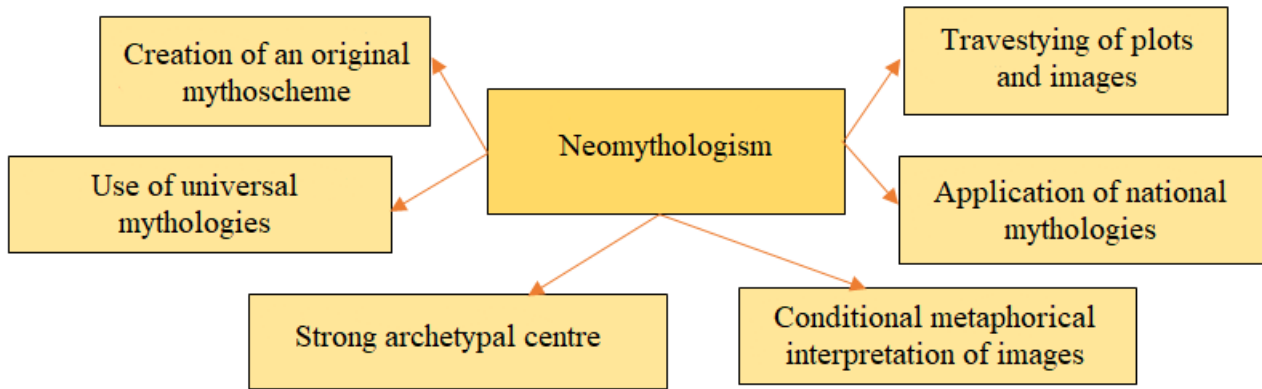 Creation of an original
mythoscheme
Travestying of plots
and images
Neomythologism
Use of universal
mythologies
Application of national
mythologies
Strong archetypal centre
Conditional metaphorical
interpretation of images